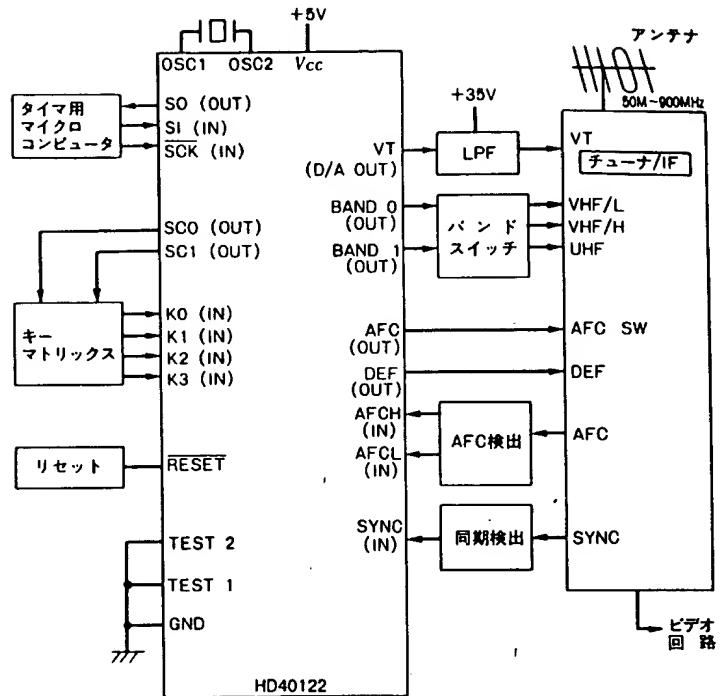 +5V
OSC1 OSC2 Vcc
タイマ用
マイクロ
コンピュータ
SO (OUT)
SI (IN)
SCK (IN)
SC0 (OUT)
SC1 (OUT)
キー
マトリックス
K0 (IN)
K1 (IN)
K2 (IN)
K3 (IN)
リセット
RESET
TEST 2
TEST 1
GND
HD40122
VT
(D/A OUT)
BAND 0
(OUT)
BAND 1
(OUT)
AFC
(OUT)
DEF
(OUT)
AFCH
(IN)
AFCL
(IN)
SYNC
(IN)
+35V
LPF
バンド
スイッチ
AFC検出
同期検出
アンテナ
50M~900MHz
VT
チューナ/IF
VHF/L
VHF/H
UHF
AFC SW
DEF
AFC
SYNC
ビデオ
回路